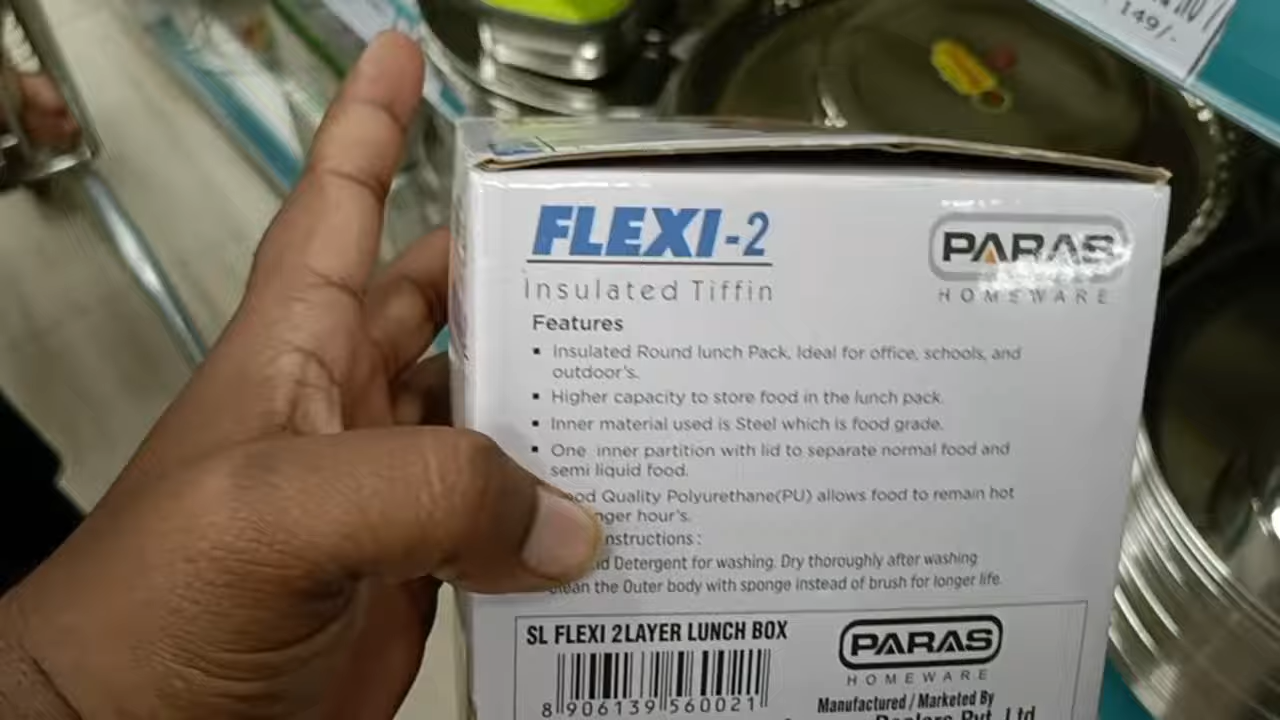 149/-
FLEXI-2
PARAS
HOMEWARE
Insulated Tiffin
Features
▪ Insulated Round lunch Pack. Ideal for office, schools, and
outdoor's.
▪ Higher capacity to store food in the lunch pack.
▪ Inner material used is Steel which is food grade.
▪ One inner partition with lid to separate normal food and
semi liquid food.
Quality Polyurethane(PU) allows food to remain hot
hour's.
:
Detergent for washing. Dry thoroughly after washing
the Outer body with sponge instead of brush for longer life.
SL FLEXI 2LAYER LUNCH BOX
PARAS
HOMEWARE
8 906139 560021
Manufactured / Marketed By
Pvt. Ltd